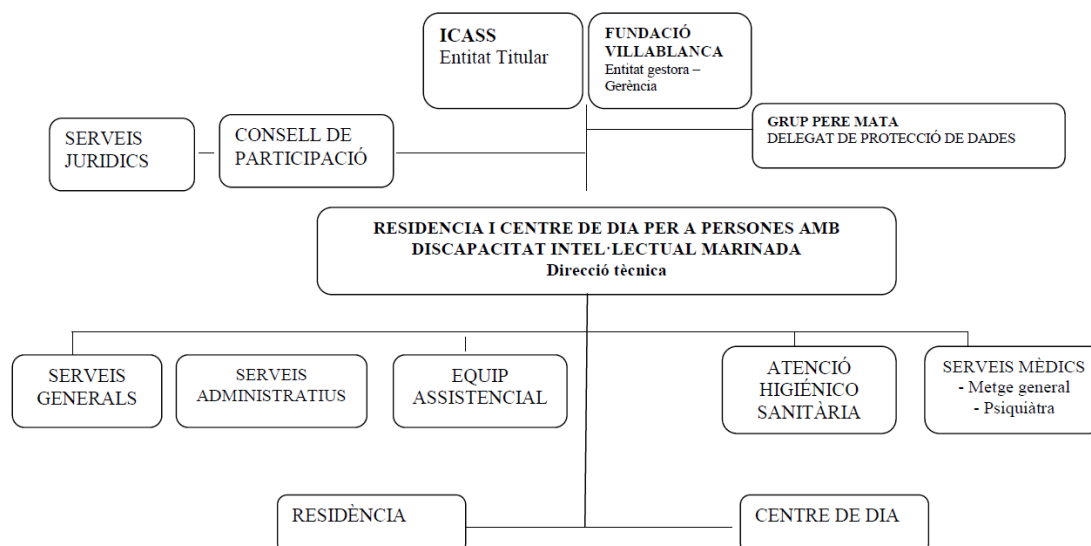 ICASS
Entitat Titular
FUNDACIÓ
VILLABLANCA
Entitat gestora –
Gerència
GRUP PERE MATA
DELEGAT DE PROTECCIÓ DE DADES
SERVEIS
JURIDICS
CONSELL DE
PARTICIPACIÓ
RESIDENCIA I CENTRE DE DIA PER A PERSONES AMB
DISCAPACITAT INTEL·LECTUAL MARINADA
Direcció tècnica
SERVEIS
GENERALS
SERVEIS
ADMINISTRATIUS
EQUIP
ASSISTENCIAL
ATENCIÓ
HIGIÉNICO
SANITÀRIA
SERVEIS MÈDICS
- Metge general
- Psiquiàtra
RESIDÈNCIA
CENTRE DE DIA